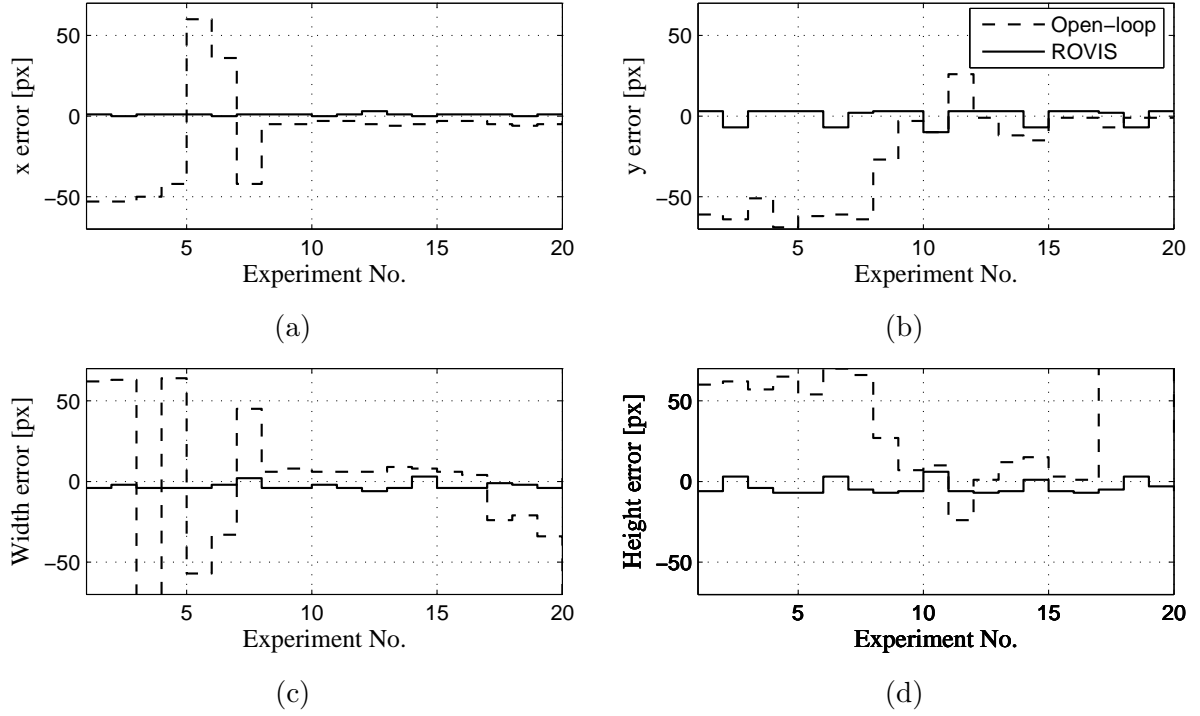 50
0
−50
x error [px]
5
10
15
20
Experiment No.
(a)
50
0
−50
y error [px]
Open−loop
ROVIS
5
10
15
20
Experiment No.
(b)
50
0
−50
Width error [px]
5
10
15
20
Experiment No.
(c)
50
0
−50
Height error [px]
5
10
15
20
Experiment No.
(d)